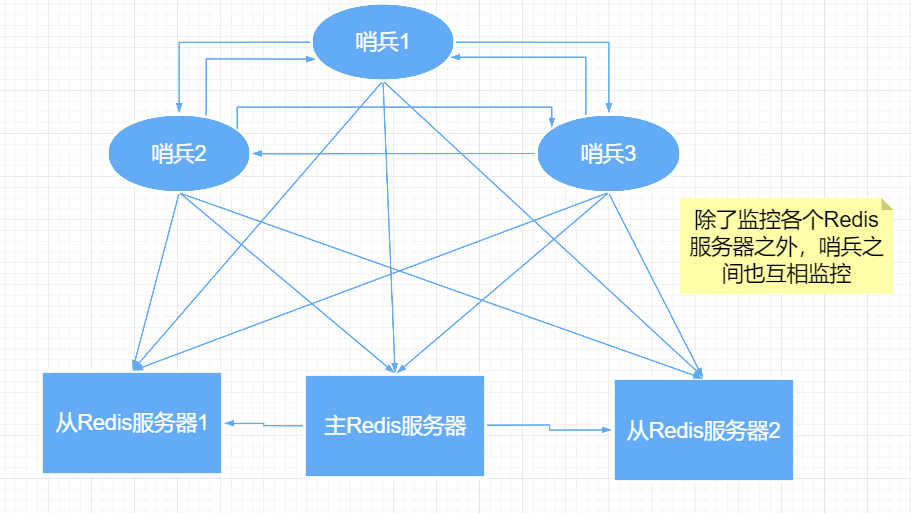 哨兵1
哨兵2
哨兵3
除了监控各个Redis
服务器之外，哨兵之
间也互相监控
从Redis服务器1
主Redis服务器
从Redis服务器2